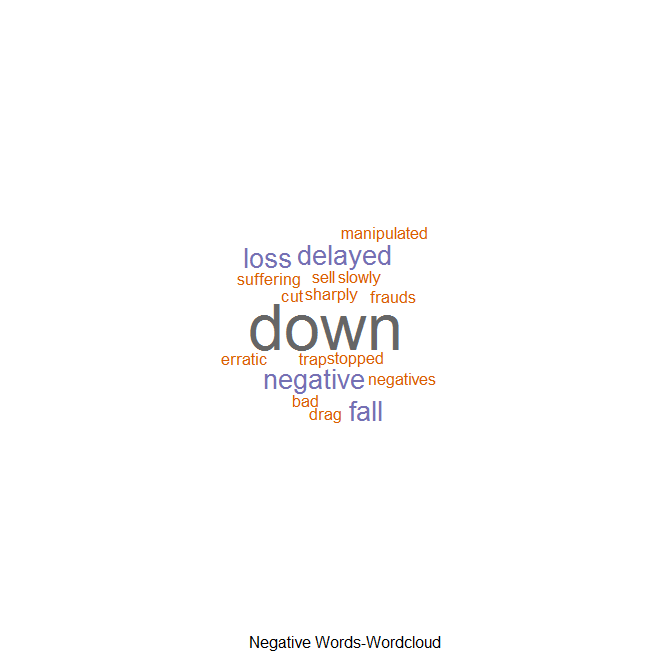 manipulated
loss delayed
suffering sell slowly
cut sharply frauds
down
erratic trap stopped
negative negatives
bad
drag fall
Negative Words-Wordcloud